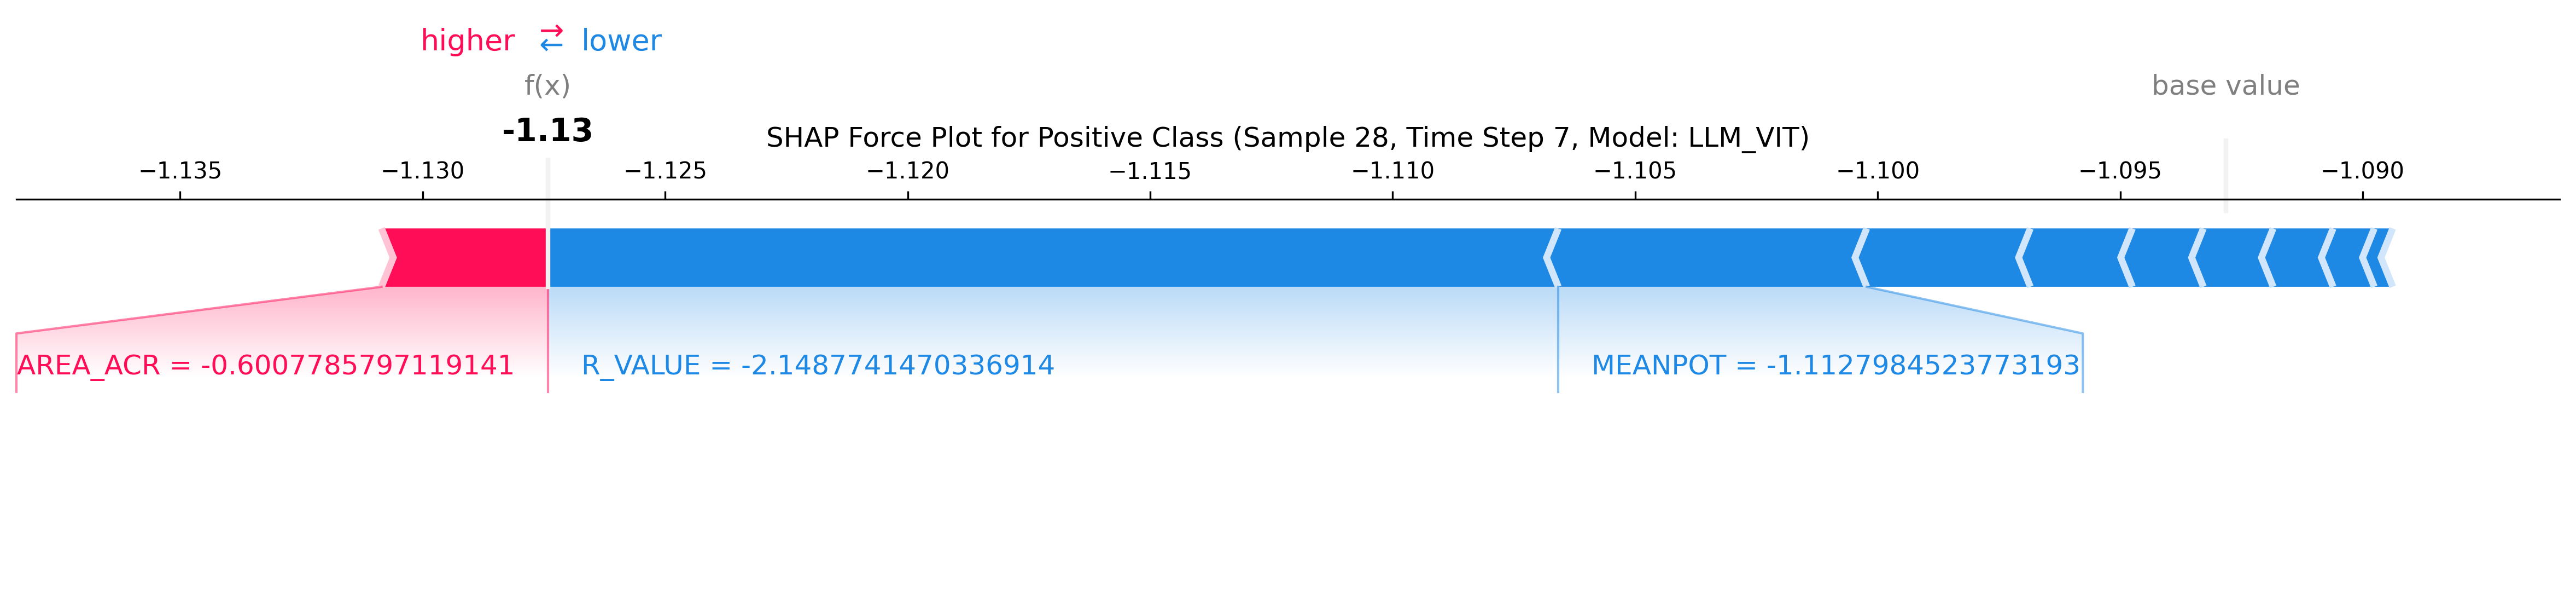 higher ⇄ lower
f(x)
base value
-1.13
SHAP Force Plot for Positive Class (Sample 28, Time Step 7, Model: LLM_VIT)
−1.135 −1.130 −1.125 −1.120 −1.115 −1.110 −1.105 −1.100 −1.095 −1.090
AREA_ACR = -0.6007785797119141
R_VALUE = -2.1487741470336914
MEANPOT = -1.1127984523773193